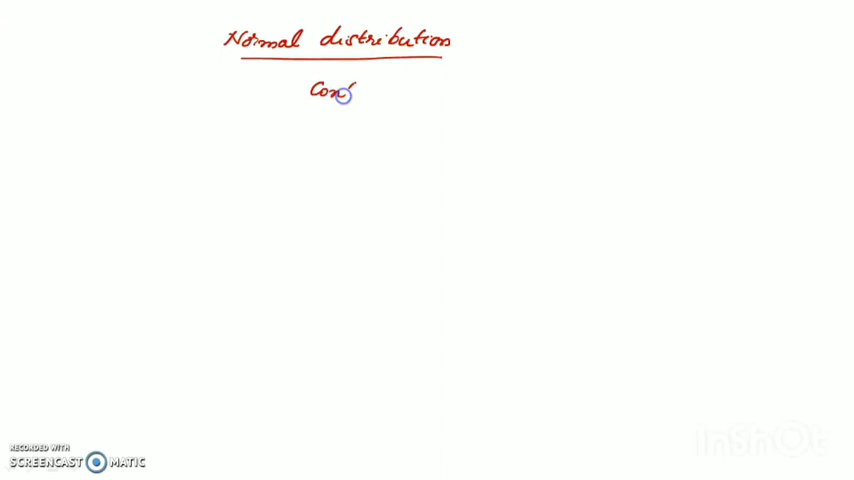 Normal distribution
Con
RECORDED WITH
SCREENCAST MATIC
InShOt